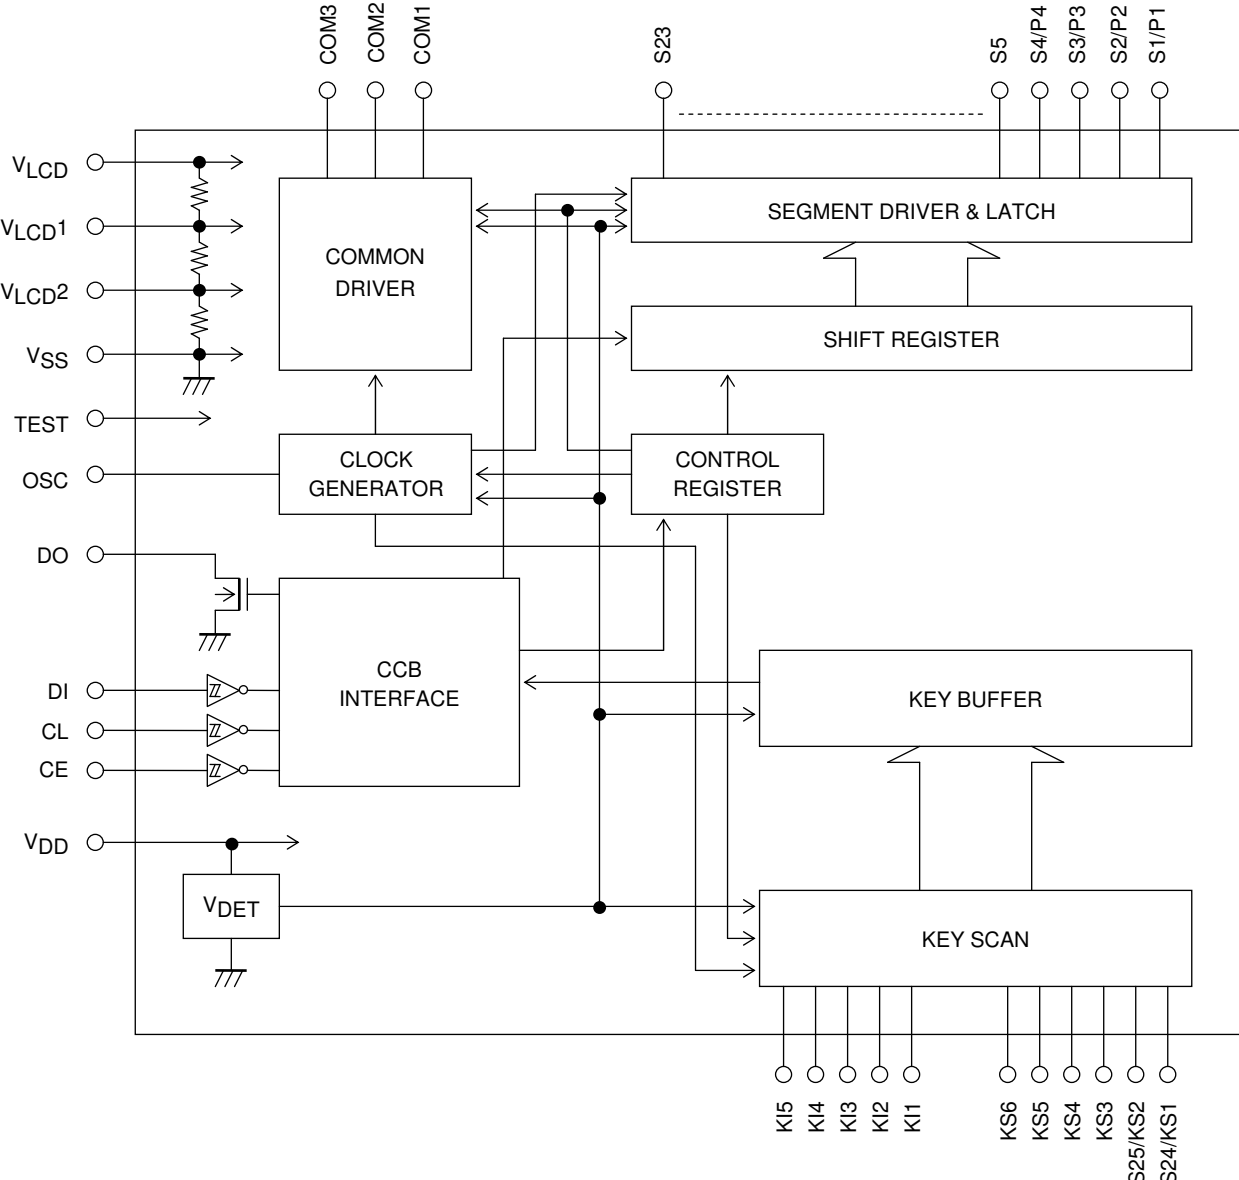 COM3
COM2
COM1
S23
S5
S4/P4
S3/P3
S2/P2
S1/P1
VLCD
VLCD1
VLCD2
VSS
TEST
OSC
DO
DI
CL
CE
VDD
COMMON
DRIVER
SEGMENT DRIVER & LATCH
SHIFT REGISTER
CLOCK
GENERATOR
CONTROL
REGISTER
CCB
INTERFACE
KEY BUFFER
VDET
KEY SCAN
KI5
KI4
KI3
KI2
KI1
KS6
KS5
KS4
KS3
S25/KS2
S24/KS1